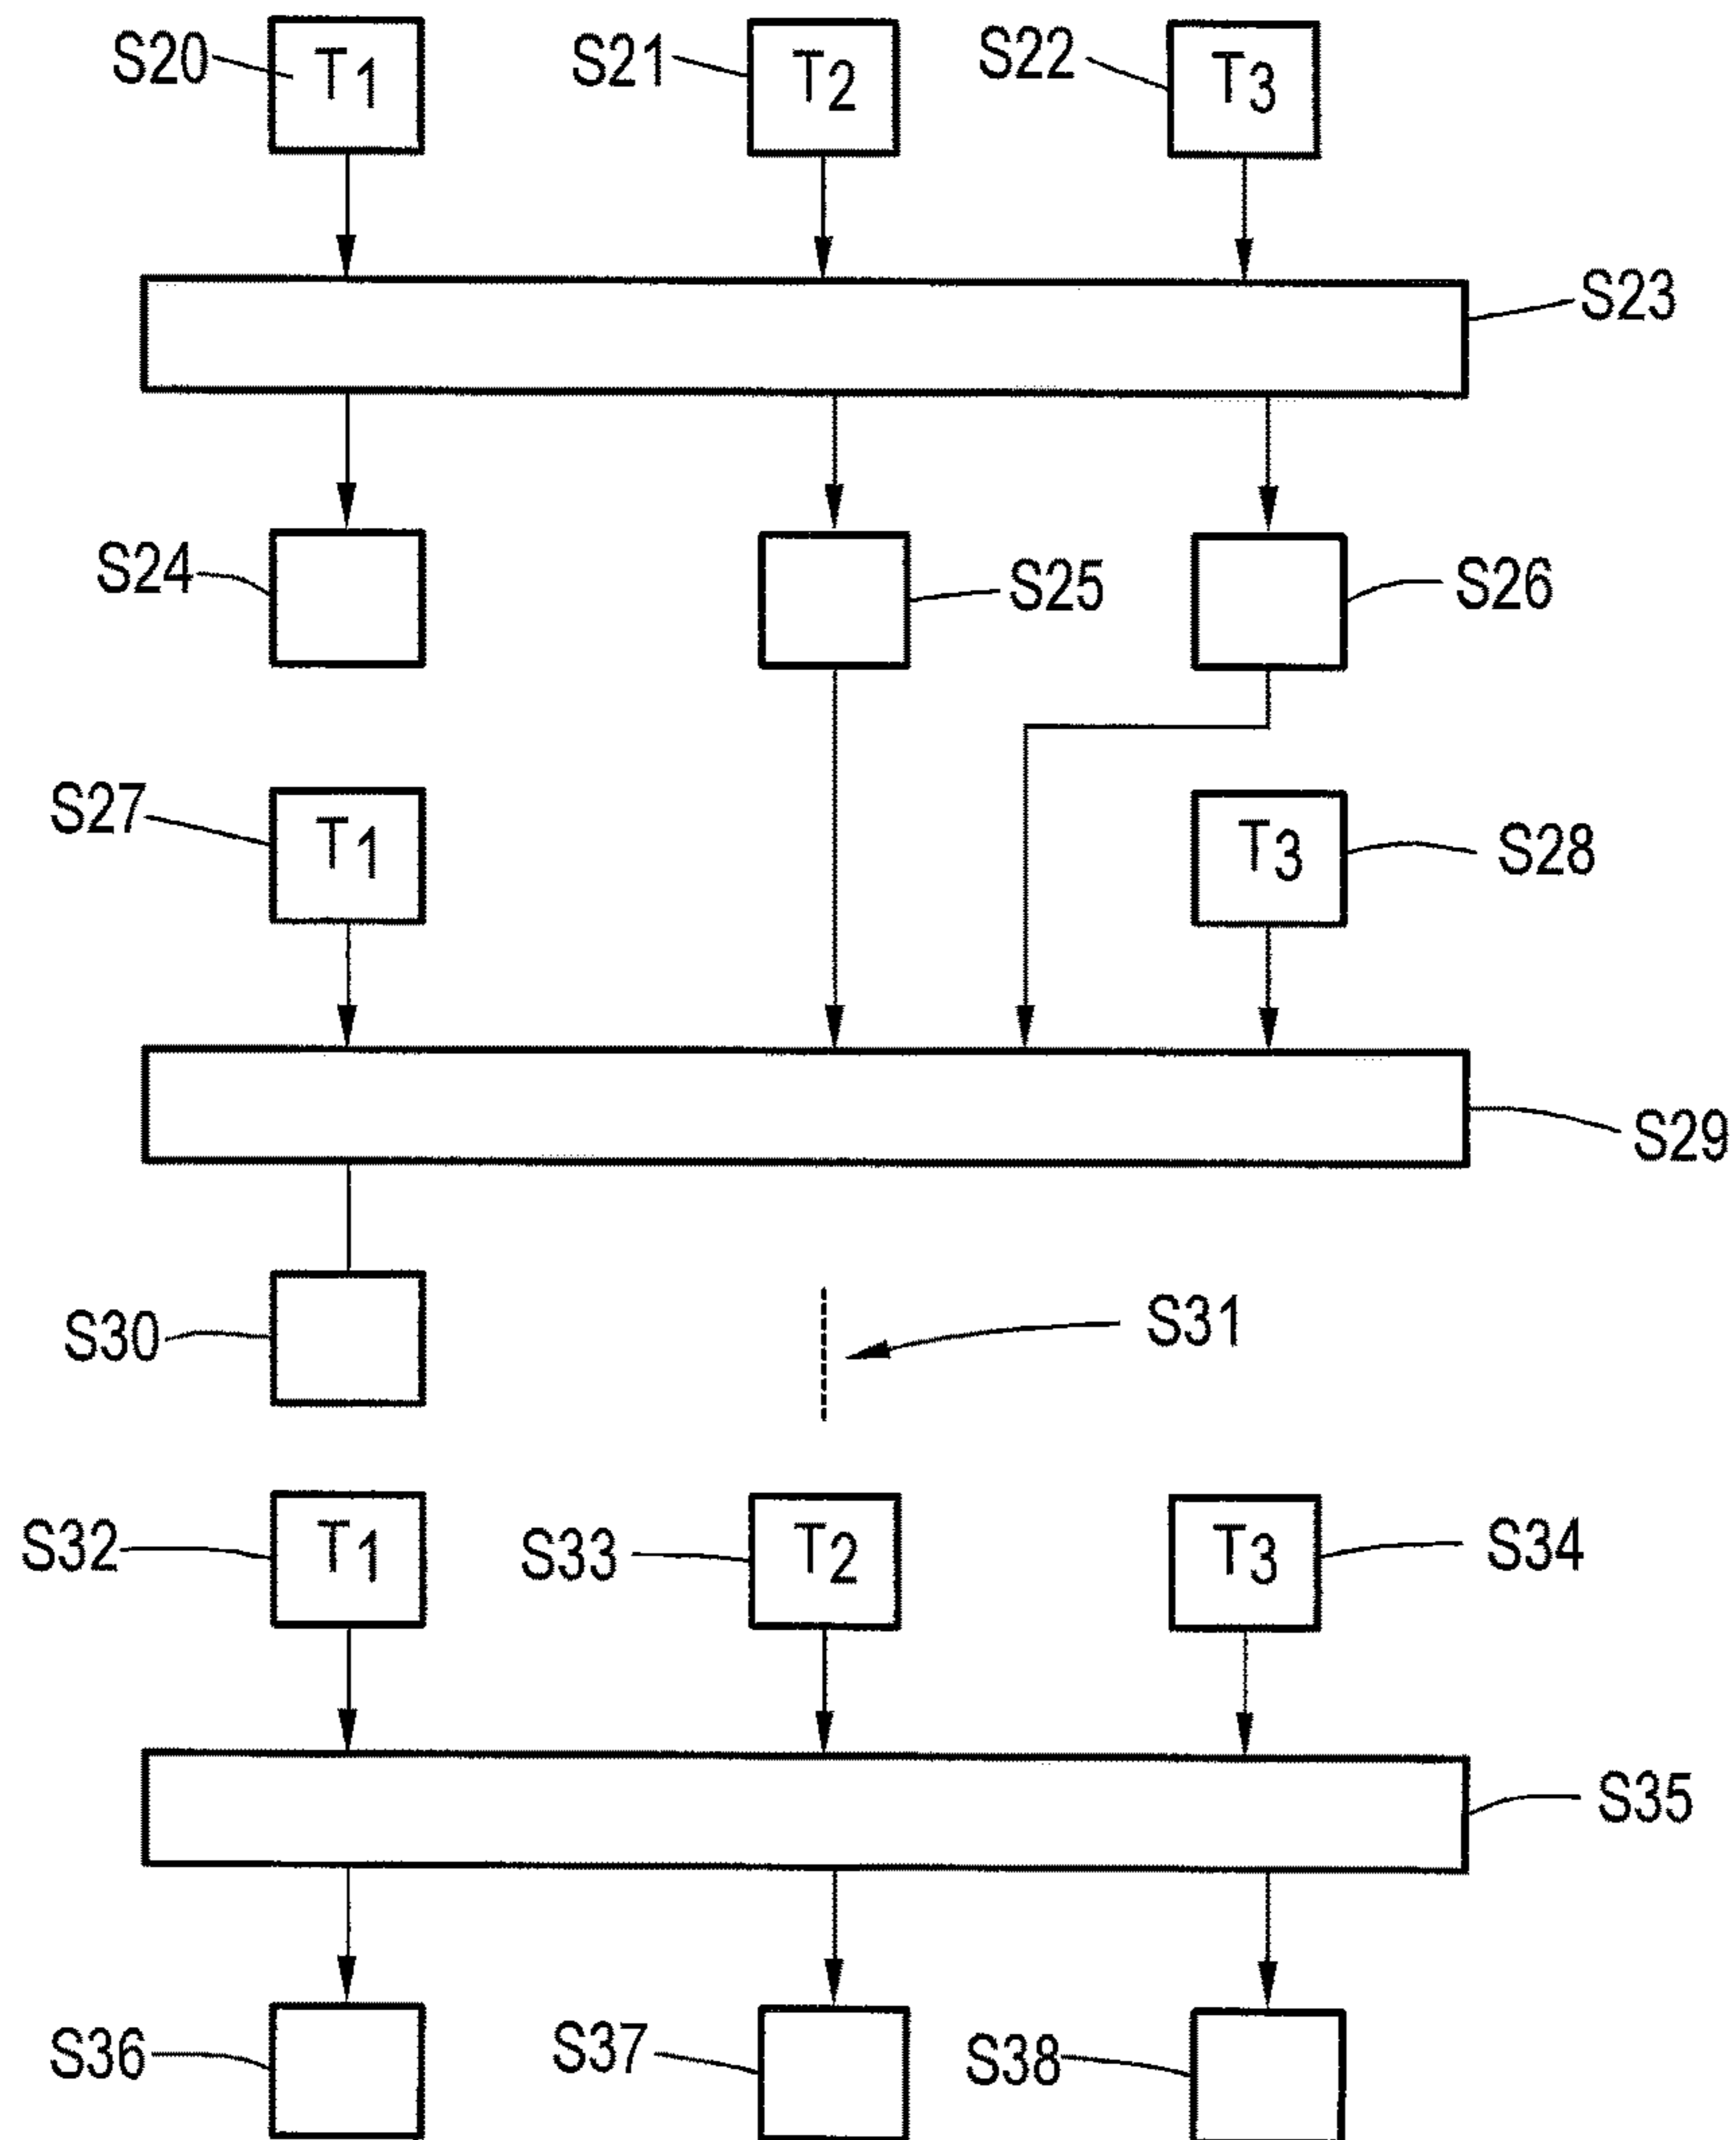 S20 T1 S21 T2 S22 T3
S23
S24 S25 S26
S27 T1 T3 S28
S29
S30 S31
S32 T1 S33 T2 T3 S34
S35
S36 S37 S38